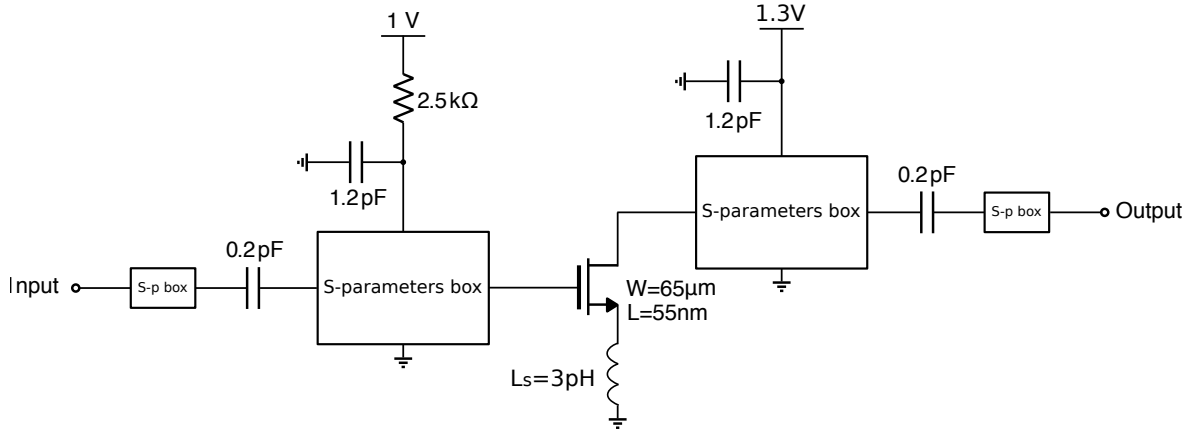 1 V
1.3V
2.5kΩ
1.2pF
1.2pF
0.2pF
S-parameters box
0.2pF
S-p box
Output
Input
S-p box
S-parameters box
W=65µm
L=55nm
Ls=3pH